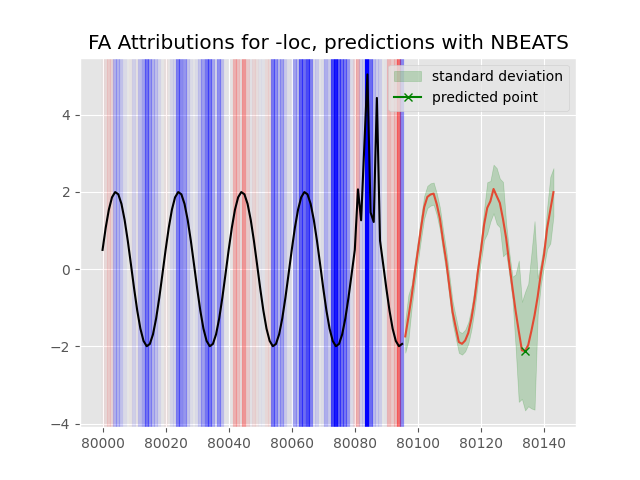 FA Attributions for -loc, predictions with NBEATS
standard deviation
predicted point
4
2
0
−2
−4
80000 80020 80040 80060 80080 80100 80120 80140